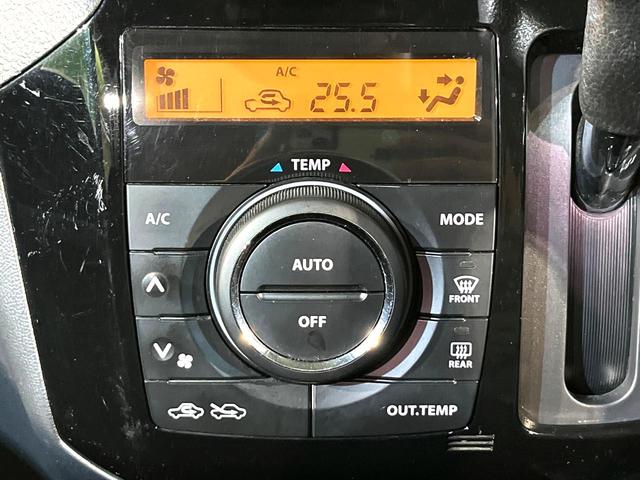 A/C
25.5
TEMP
A/C
MODE
AUTO
FRONT
OFF
REAR
OUT.TEMP